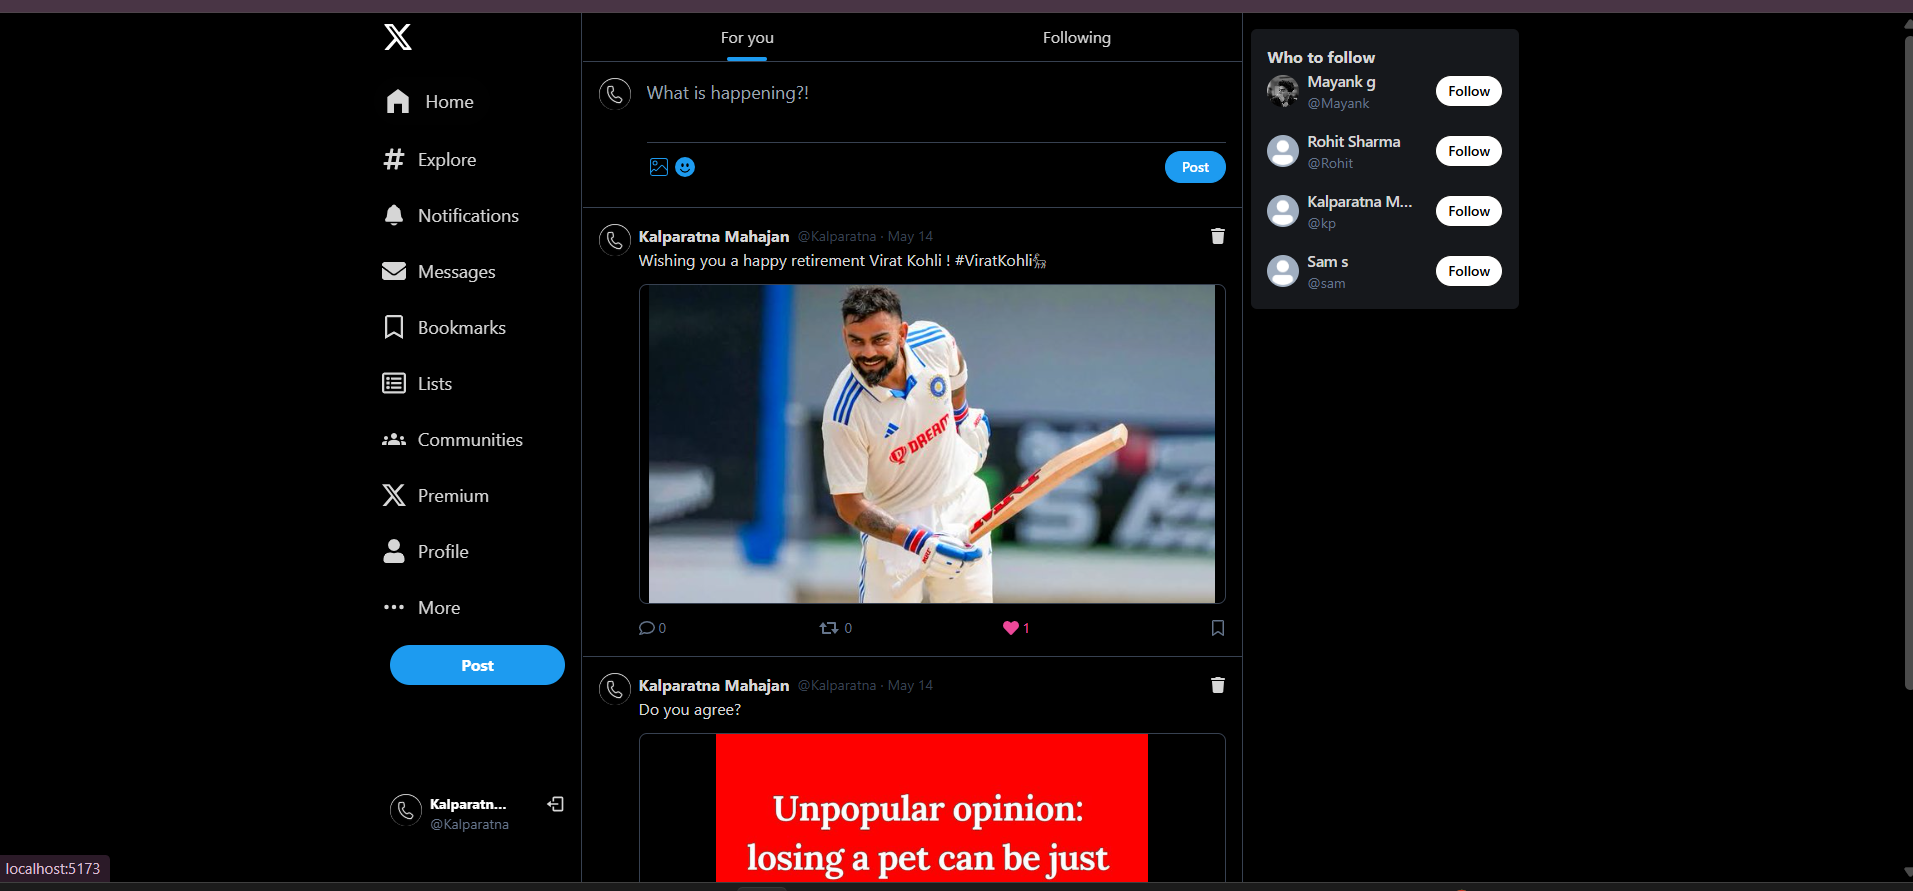 Home
Explore
Notifications
Messages
Bookmarks
Lists
Communities
Premium
Profile
More
Post
Kalparatn...
@Kalparatna
localhost:5173
For you
Following
What is happening?!
Post
Kalparatna Mahajan @Kalparatna · May 14
Wishing you a happy retirement Virat Kohli ! #ViratKohli🐐
DREAM
0
0
1
Kalparatna Mahajan @Kalparatna · May 14
Do you agree?
Unpopular opinion:
losing a pet can be just
Who to follow
Mayank g
@Mayank
Follow
Rohit Sharma
@Rohit
Follow
Kalparatna M...
@kp
Follow
Sam s
@sam
Follow